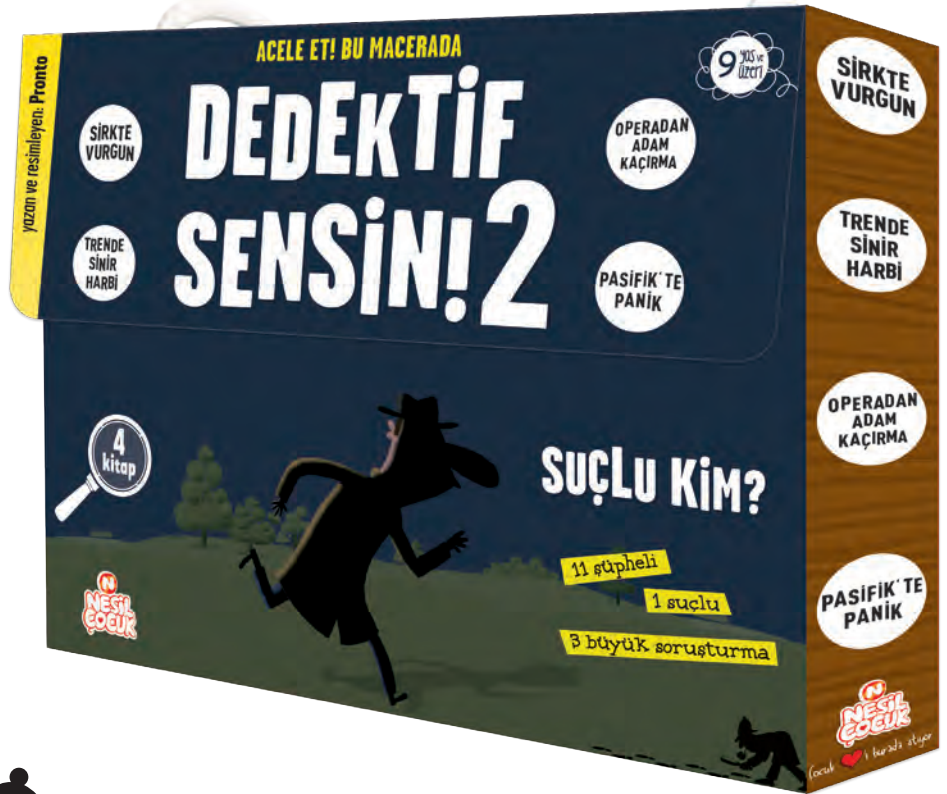 yazan ve resimleyen: Pronto
ACELE ET! BU MACERADA
DEDEKTİF
SENSİN! 2
9 yaş ve
üzeri
SİRKTE
VURGUN
OPERADAN
ADAM
KAÇIRMA
TRENDE
SİNİR
HARBİ
PASİFİK'TE
PANİK
4
kitap
SUÇLU KİM?
11 şüpheli
1 suçlu
3 büyük soruşturma
N
NESİL
ÇOCUK
SİRKTE
VURGUN
TRENDE
SİNİR
HARBİ
OPERADAN
ADAM
KAÇIRMA
PASİFİK'TE
PANİK
N
NESİL
ÇOCUK
Çocuk i burada atıyor